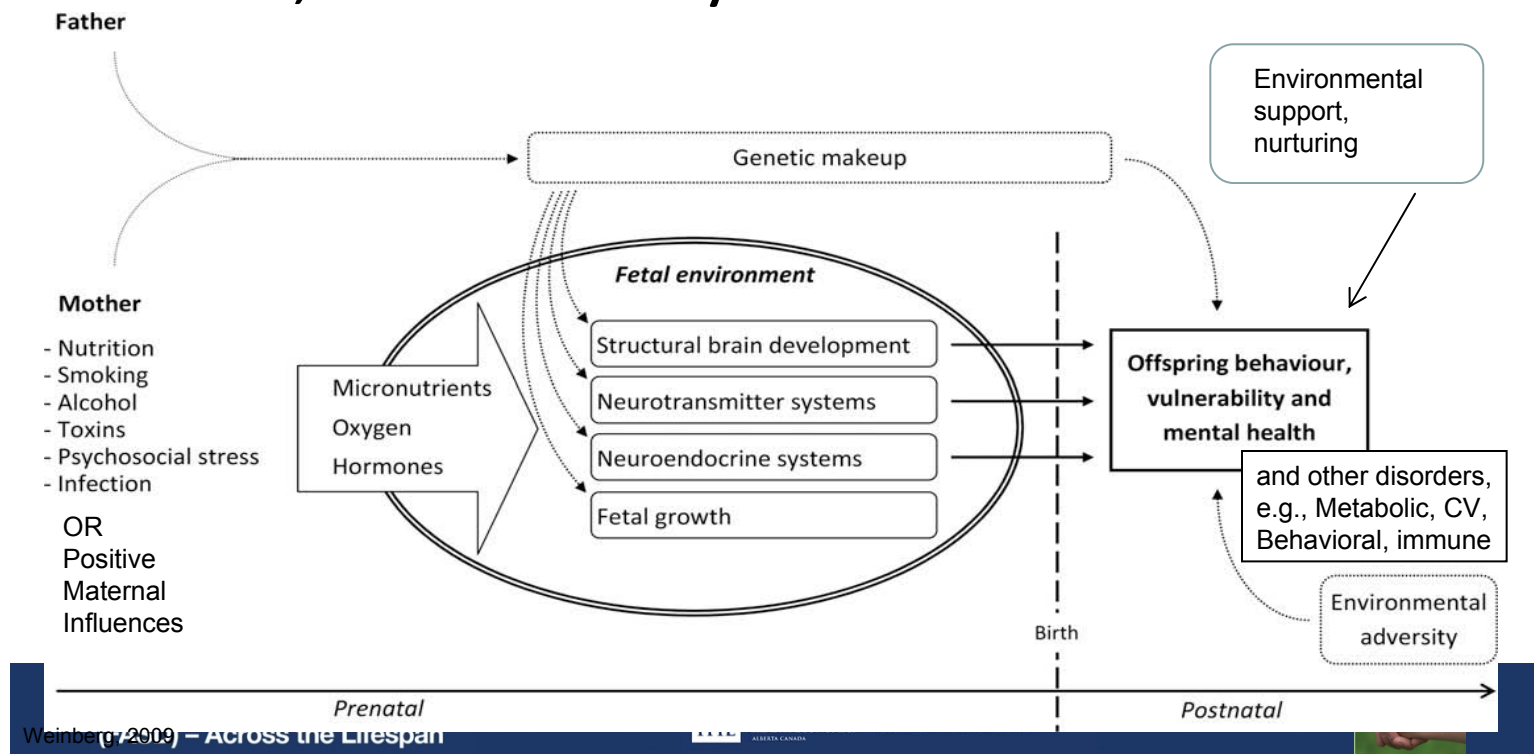 Father
Environmental
support,
nurturing
Genetic makeup
Fetal environment
Mother
- Nutrition
- Smoking
- Alcohol
- Toxins
- Psychosocial stress
- Infection
OR
Positive
Maternal
Influences
Micronutrients
Oxygen
Hormones
Structural brain development
Neurotransmitter systems
Neuroendocrine systems
Fetal growth
Offspring behaviour,
vulnerability and
mental health
and other disorders,
e.g., Metabolic, CV,
Behavioral, immune
Environmental
adversity
Birth
Prenatal
Postnatal
Weinberg, 2009
– Across the Lifespan
ALBERTA CANADA